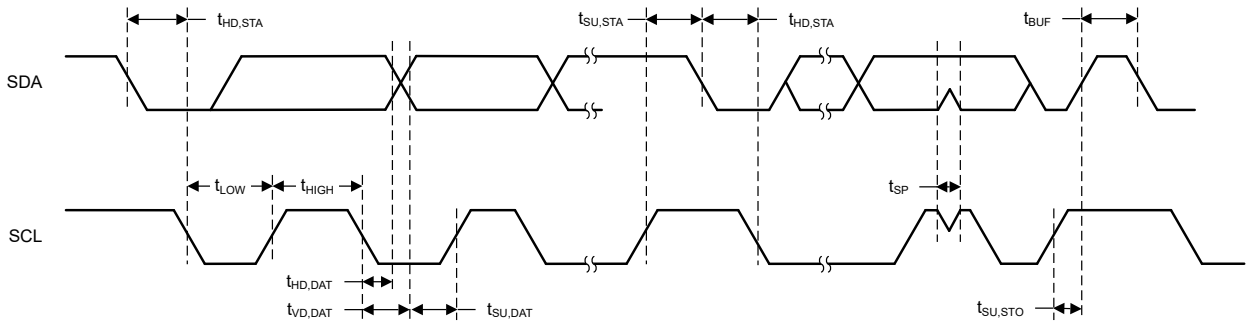 tHD,STA
tSU,STA
tHD,STA
tBUF
SDA
tLOW
tHIGH
tSP
SCL
tHD,DAT
tVD,DAT
tSU,DAT
tSU,STO